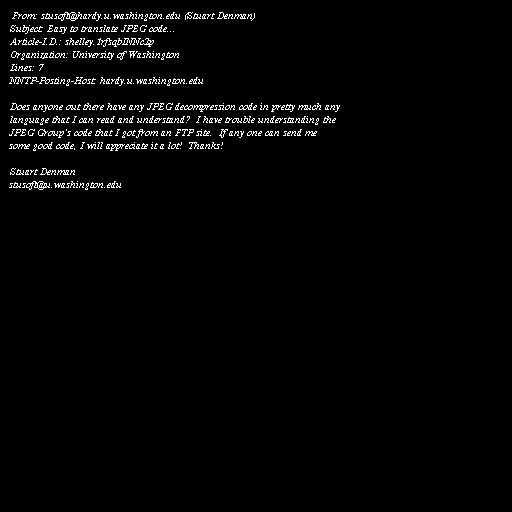 From: stusoft@hardy.u.washington.edu (Stuart Denman)
Subject: Easy to translate JPEG code...
Article-I.D.: shelley.1rfsqbINNc2p
Organization: University of Washington
Lines: 7
NNTP-Posting-Host: hardy.u.washington.edu
Does anyone out there have any JPEG decompression code in pretty much any
language that I can read and understand? I have trouble understanding the
JPEG Group's code that I got from an FTP site. If any one can send me
some good code, I will appreciate it a lot! Thanks!
Stuart Denman
stusoft@u.washington.edu